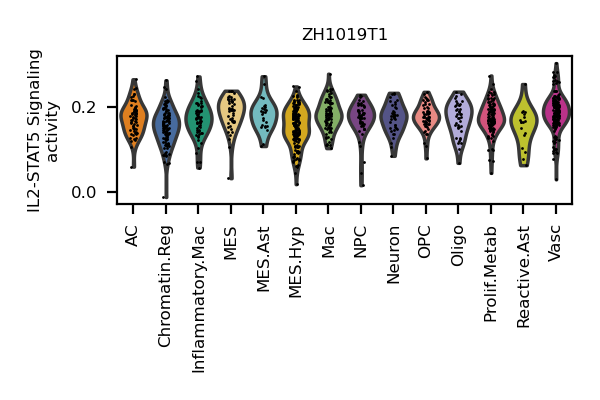 ZH1019T1
IL2-STAT5 Signaling
activity
0.2
0.0
AC
Chromatin.Reg
Inflammatory.Mac
MES
MES.Ast
MES.Hyp
Mac
NPC
Neuron
OPC
Oligo
Prolif.Metab
Reactive.Ast
Vasc